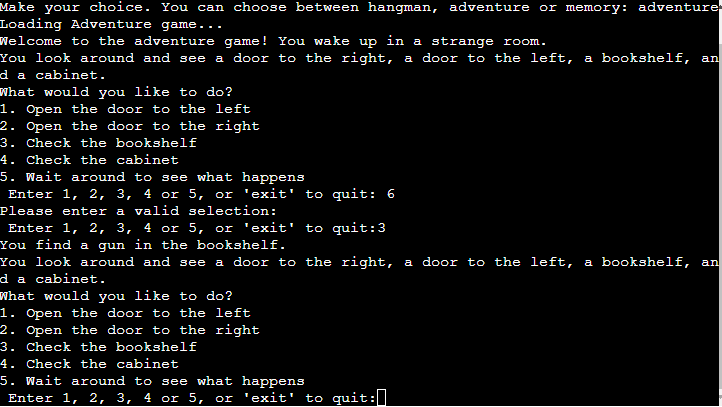 Make your choice. You can choose between hangman, adventure or memory: adventure
Loading Adventure game...
Welcome to the adventure game! You wake up in a strange room.
You look around and see a door to the right, a door to the left, a bookshelf, an
d a cabinet.
What would you like to do?
1. Open the door to the left
2. Open the door to the right
3. Check the bookshelf
4. Check the cabinet
5. Wait around to see what happens
 Enter 1, 2, 3, 4 or 5, or 'exit' to quit: 6
Please enter a valid selection:
 Enter 1, 2, 3, 4 or 5, or 'exit' to quit:3
You find a gun in the bookshelf.
You look around and see a door to the right, a door to the left, a bookshelf, an
d a cabinet.
What would you like to do?
1. Open the door to the left
2. Open the door to the right
3. Check the bookshelf
4. Check the cabinet
5. Wait around to see what happens
 Enter 1, 2, 3, 4 or 5, or 'exit' to quit: